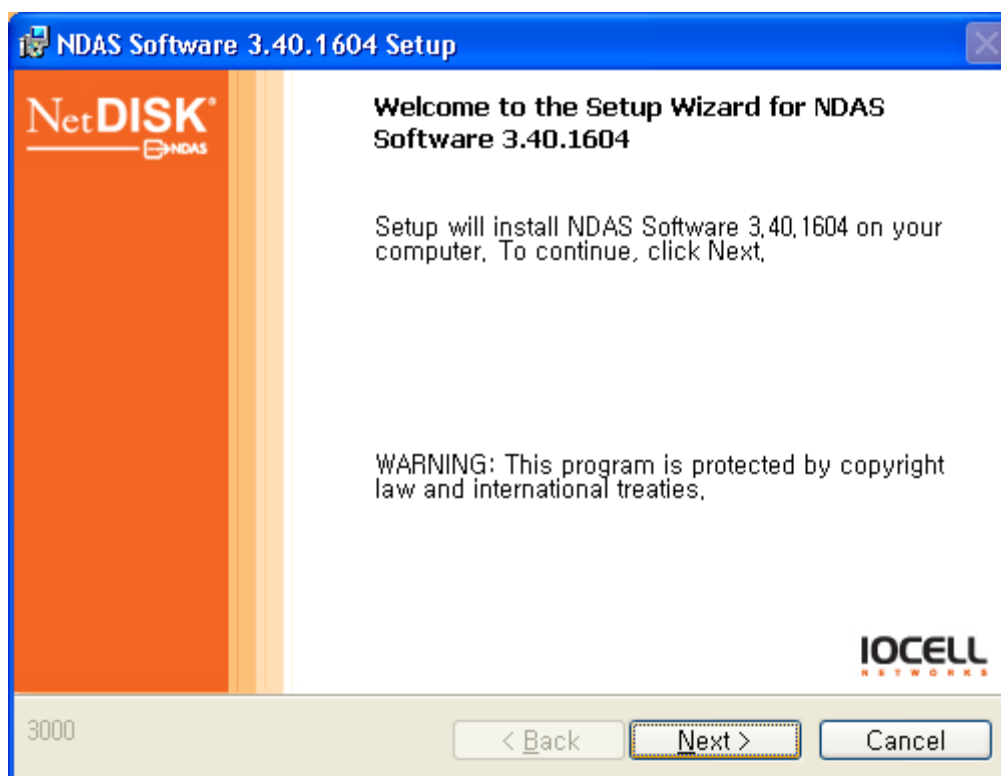 NDAS Software 3.40.1604 Setup
NetDISK®
NDAS
Welcome to the Setup Wizard for NDAS
Software 3.40.1604
Setup will install NDAS Software 3.40.1604 on your
computer. To continue, click Next.
WARNING: This program is protected by copyright
law and international treaties.
IOCELL
NETWORKS
3000
< Back
Next >
Cancel